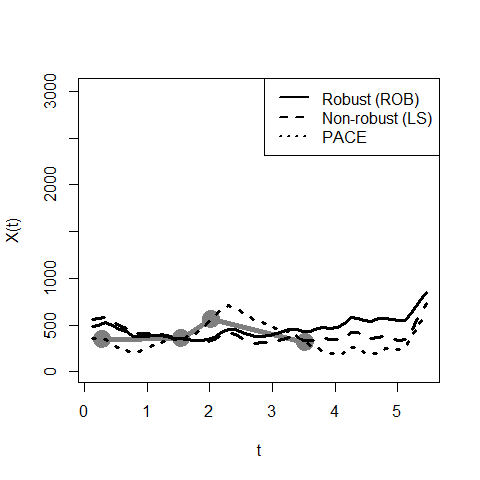 Robust (ROB)
Non-robust (LS)
PACE
3000
2000
1000
500
0
X(t)
0 1 2 3 4 5
t